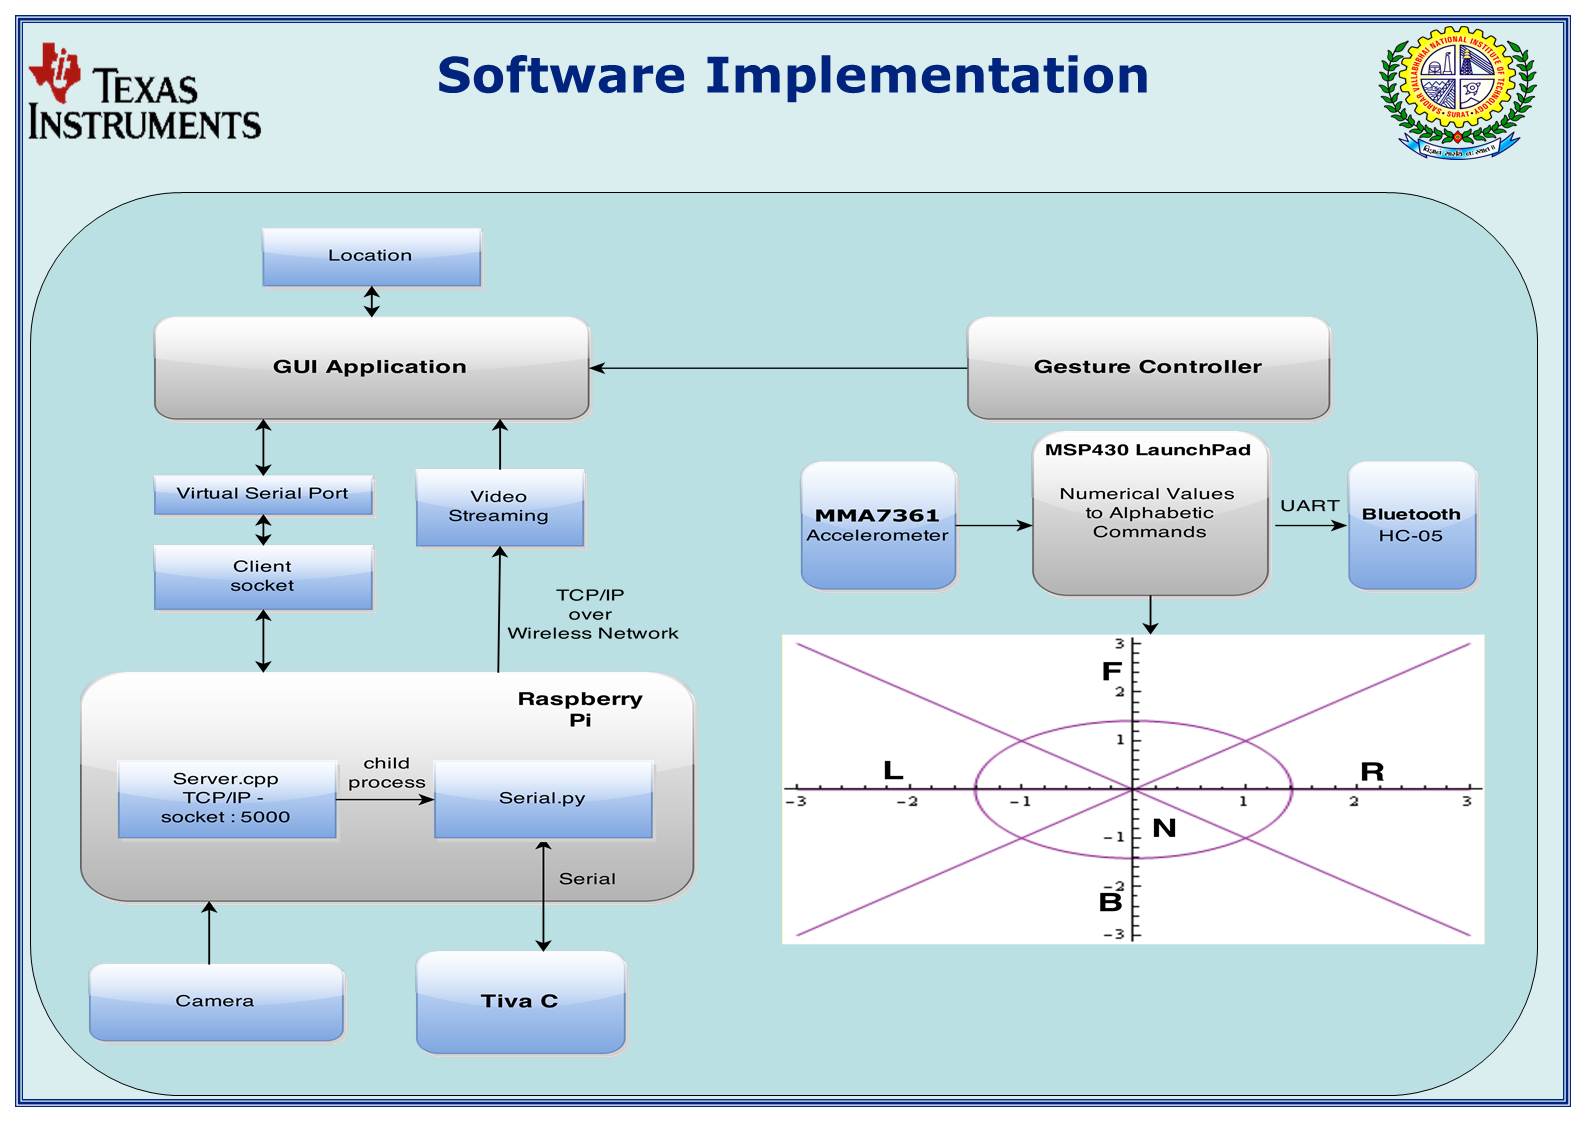 Software Implementation
TEXAS
INSTRUMENTS
SARDAR VALLABHBHAI NATIONAL INSTITUTE OF TECHNOLOGY
SURAT
Location
GUI Application
Gesture Controller
Virtual Serial Port
Video
Streaming
Client
socket
TCP/IP
over
Wireless Network
MMA7361
Accelerometer
MSP430 LaunchPad
Numerical Values
to Alphabetic
Commands
UART
Bluetooth
HC-05
Raspberry
Pi
Server.cpp
TCP/IP -
socket : 5000
child
process
Serial.py
Serial
Camera
Tiva C
3
F
2
1
L
R
-3
-2
-1
1
2
3
-1
N
-2
B
-3